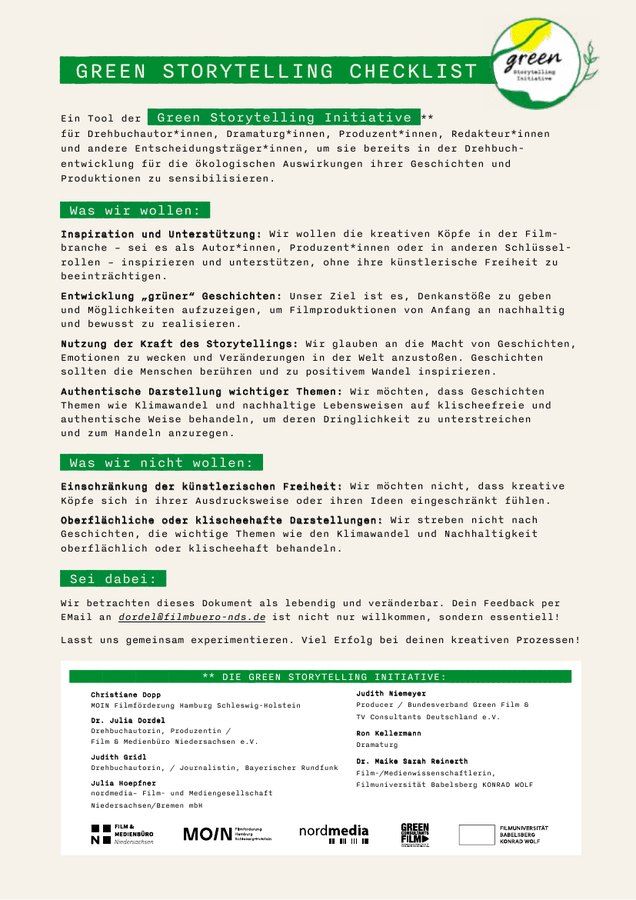 GREEN STORYTELLING CHECKLIST
green
Storytelling
Initiative
Ein Tool der Green Storytelling Initiative **
für Drehbuchautor*innen, Dramaturg*innen, Produzent*innen, Redakteur*innen
und andere Entscheidungsträger*innen, um sie bereits in der Drehbuch-
entwicklung für die ökologischen Auswirkungen ihrer Geschichten und
Produktionen zu sensibilisieren.
Was wir wollen:
Inspiration und Unterstützung: Wir wollen die kreativen Köpfe in der Film-
branche – sei es als Autor*innen, Produzent*innen oder in anderen Schlüssel-
rollen – inspirieren und unterstützen, ohne ihre künstlerische Freiheit zu
beeinträchtigen.
Entwicklung „grüner“ Geschichten: Unser Ziel ist es, Denkanstöße zu geben
und Möglichkeiten aufzuzeigen, um Filmproduktionen von Anfang an nachhaltig
und bewusst zu realisieren.
Nutzung der Kraft des Storytellings: Wir glauben an die Macht von Geschichten,
Emotionen zu wecken und Veränderungen in der Welt anzustoßen. Geschichten
sollten die Menschen berühren und zu positivem Wandel inspirieren.
Authentische Darstellung wichtiger Themen: Wir möchten, dass Geschichten
Themen wie Klimawandel und nachhaltige Lebensweisen auf klischeefreie und
authentische Weise behandeln, um deren Dringlichkeit zu unterstreichen
und zum Handeln anzuregen.
Was wir nicht wollen:
Einschränkung der künstlerischen Freiheit: Wir möchten nicht, dass kreative
Köpfe sich in ihrer Ausdrucksweise oder ihren Ideen eingeschränkt fühlen.
Oberflächliche oder klischeehafte Darstellungen: Wir streben nicht nach
Geschichten, die wichtige Themen wie den Klimawandel und Nachhaltigkeit
oberflächlich oder klischeehaft behandeln.
Sei dabei:
Wir betrachten dieses Dokument als lebendig und veränderbar. Dein Feedback per
EMail an dordel@filmbuero-nds.de ist nicht nur willkommen, sondern essentiell!
Lasst uns gemeinsam experimentieren. Viel Erfolg bei deinen kreativen Prozessen!
** DIE GREEN STORYTELLING INITIATIVE:
Christiane Dopp
MOIN Filmförderung Hamburg Schleswig-Holstein
Dr. Julia Dordel
Drehbuchautorin, Produzentin /
Film & Medienbüro Niedersachsen e.V.
Judith Gridl
Drehbuchautorin, / Journalistin, Bayerischer Rundfunk
Julia Hoepfner
nordmedia– Film- und Mediengesellschaft
Niedersachsen/Bremen mbH
Judith Niemeyer
Producer / Bundesverband Green Film &
TV Consultants Deutschland e.V.
Ron Kellermann
Dramaturg
Dr. Maike Sarah Reinerth
Film-/Medienwissenschaftlerin,
Filmuniversität Babelsberg KONRAD WOLF
FILM &
MEDIENBÜRO
Niedersachsen
N
MOIN
Filmförderung
Hamburg
Schleswig-Holstein
nordmedia
GREEN
CONSULTANTS
FILM
FILMUNIVERSITÄT
BABELSBERG
KONRAD WOLF